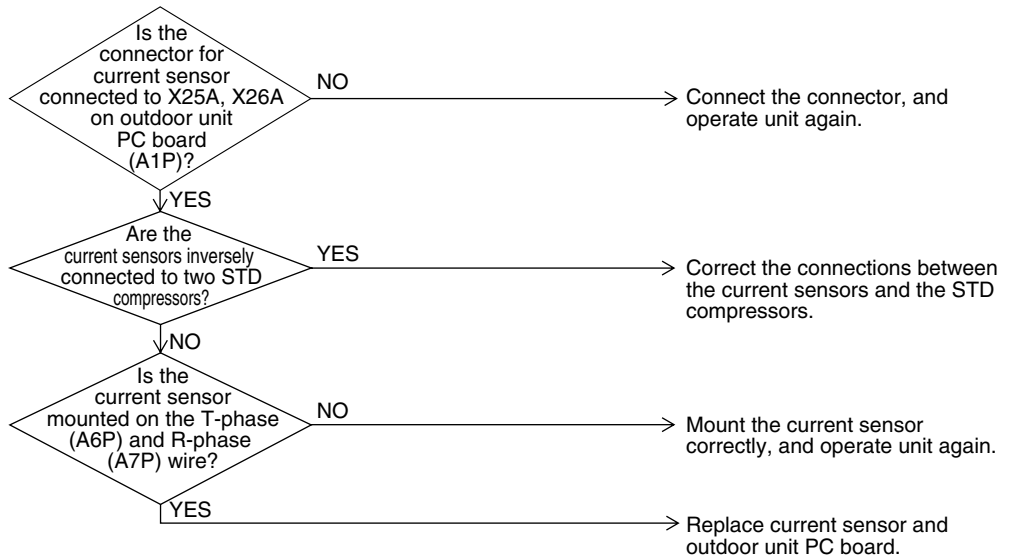 Is the
connector for
current sensor
connected to X25A, X26A
on outdoor unit
PC board
(A1P)?
NO
Connect the connector, and
operate unit again.
YES
Are the
current sensors inversely
connected to two STD
compressors?
YES
Correct the connections between
the current sensors and the STD
compressors.
NO
Is the
current sensor
mounted on the T-phase
(A6P) and R-phase
(A7P) wire?
NO
Mount the current sensor
correctly, and operate unit again.
YES
Replace current sensor and
outdoor unit PC board.